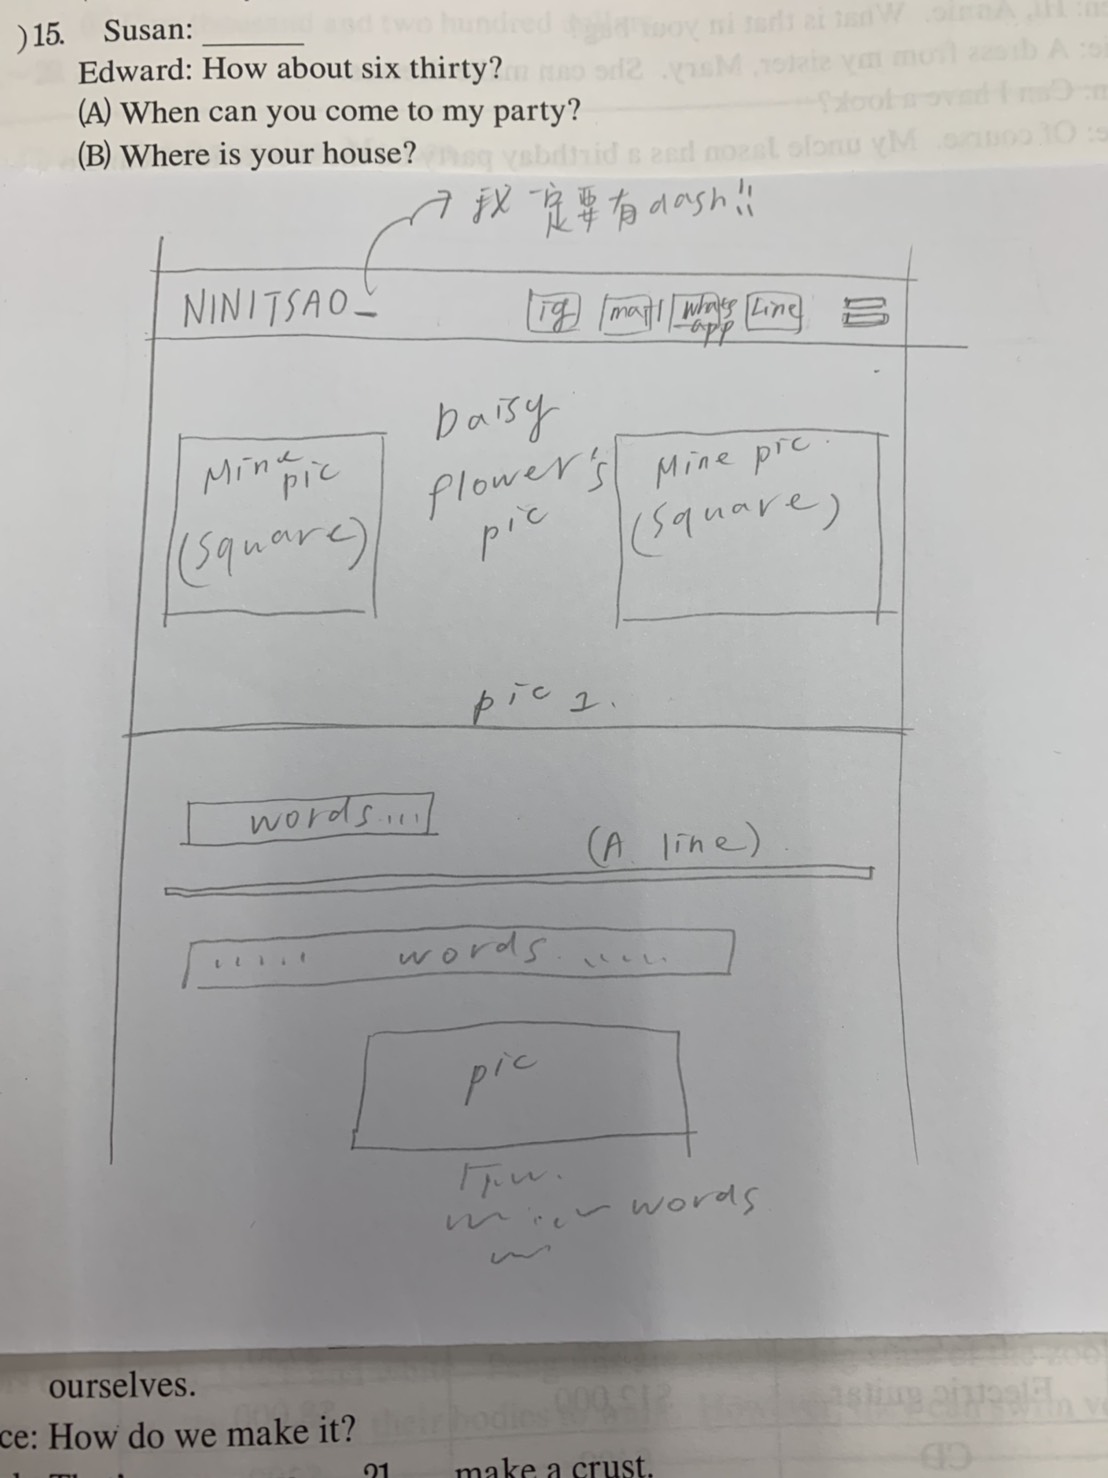 )15. Susan: ______
Edward: How about six thirty?
(A) When can you come to my party?
(B) Where is your house?
我一定要有dash!!
NINITSAO_
ig mail whats app Line
Daisy flower's pic
Mine pic (square)
Mine pic (square)
pic 1.
words...
(A line)
..... words ......
pic
words
ourselves.
ce: How do we make it?
21 make a crust.